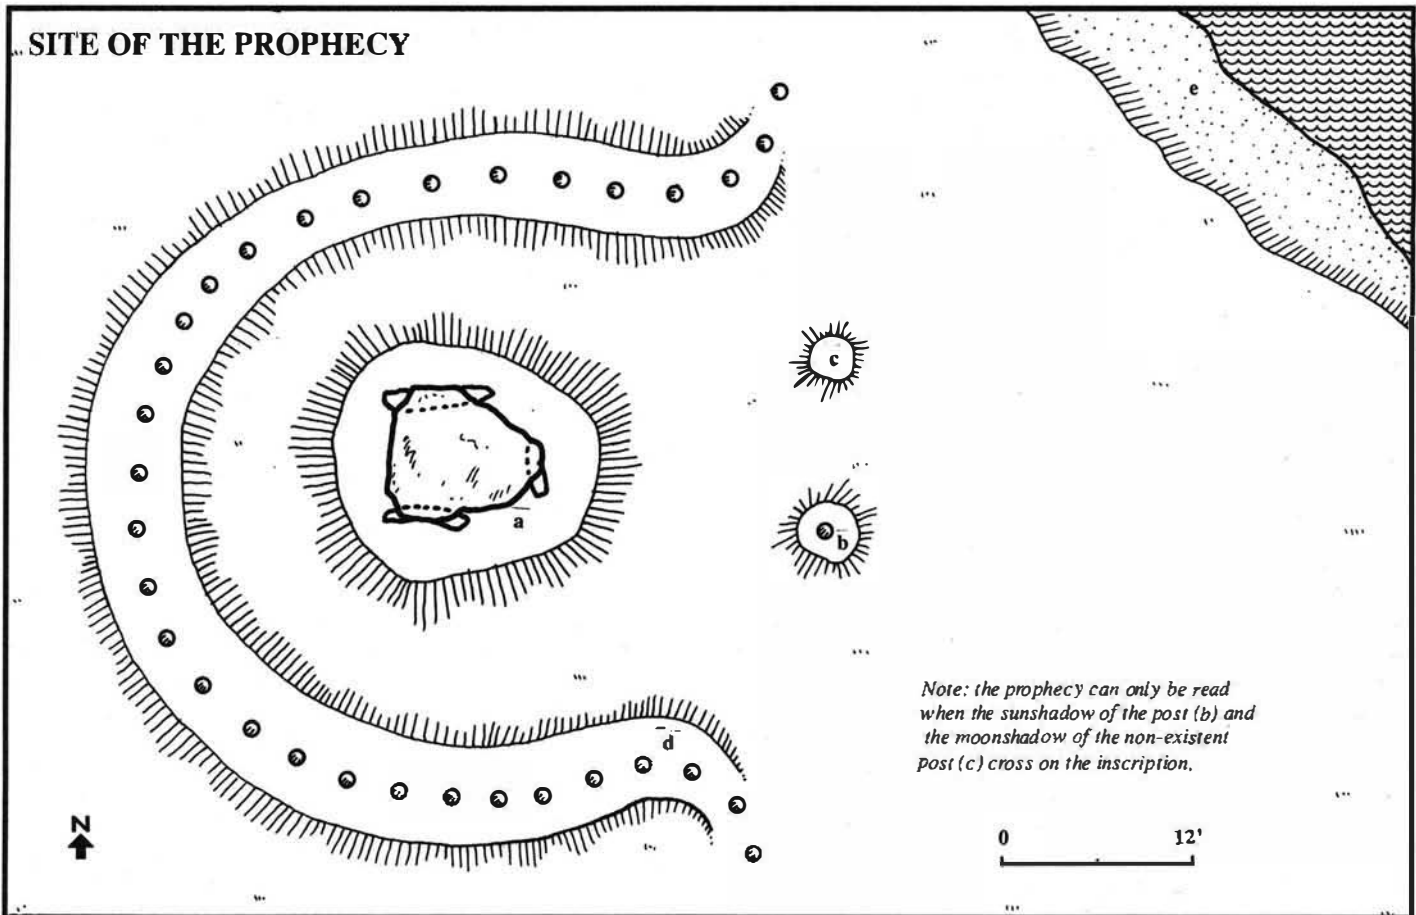 SITE OF THE PROPHECY
e
c
a
b
Note: the prophecy can only be read
when the sunshadow of the post (b) and
the moonshadow of the non-existent
post (c) cross on the inscription.
d
N
0 12'